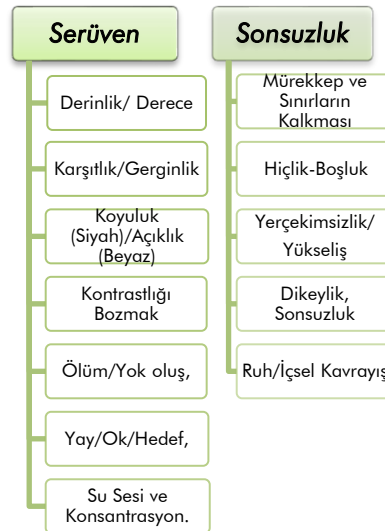 Serüven
Derinlik/ Derece
Karşıtlık/Gerginlik
Koyuluk
(Siyah)/Açıklık
(Beyaz)
Kontrastlığı
Bozmak
Ölüm/Yok oluş,
Yay/Ok/Hedef,
Su Sesi ve
Konsantrasyon.
Sonsuzluk
Mürekkep ve
Sınırların
Kalkması
Hiçlik-Boşluk
Yerçekimsizlik/
Yükseliş
Dikeylik,
Sonsuzluk
Ruh/İçsel Kavrayış